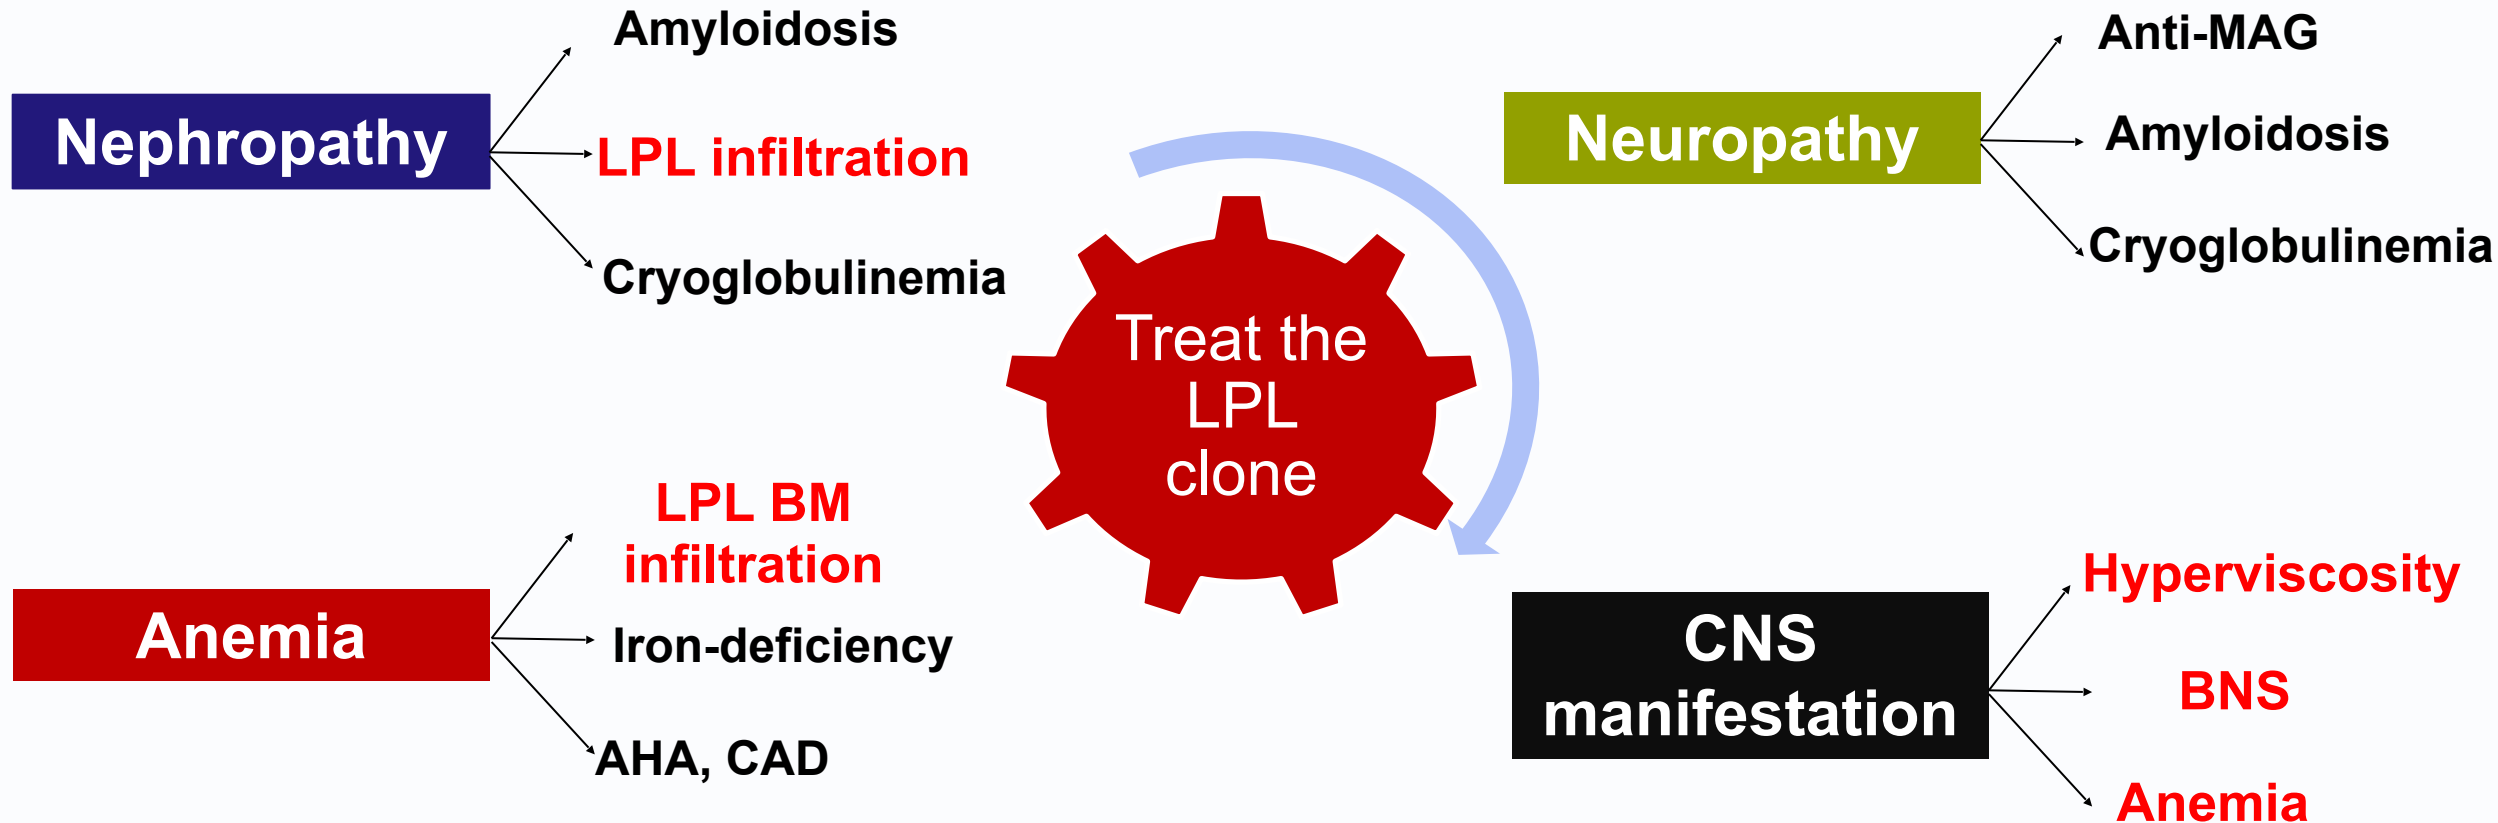 Amyloidosis
Nephropathy
LPL infiltration
Cryoglobulinemia
Anti-MAG
Neuropathy
Amyloidosis
Cryoglobulinemia
Treat the
LPL
clone
LPL BM
infiltration
Anemia
Iron-deficiency
AHA, CAD
Hyperviscosity
CNS
manifestation
BNS
Anemia